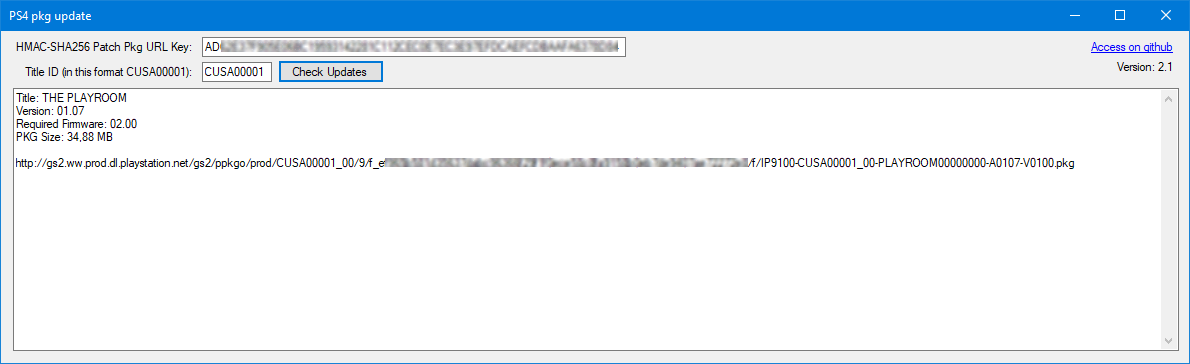 PS4 pkg update
HMAC-SHA256 Patch Pkg URL Key: AD
Access on github
Title ID (in this format CUSA00001): CUSA00001 Check Updates
Version: 2.1
Title: THE PLAYROOM
Version: 01.07
Required Firmware: 02.00
PKG Size: 34,88 MB
http://gs2.ww.prod.dl.playstation.net/gs2/ppkgo/prod/CUSA00001_00/9/f_ef /f/IP9100-CUSA00001_00-PLAYROOM00000000-A0107-V0100.pkg